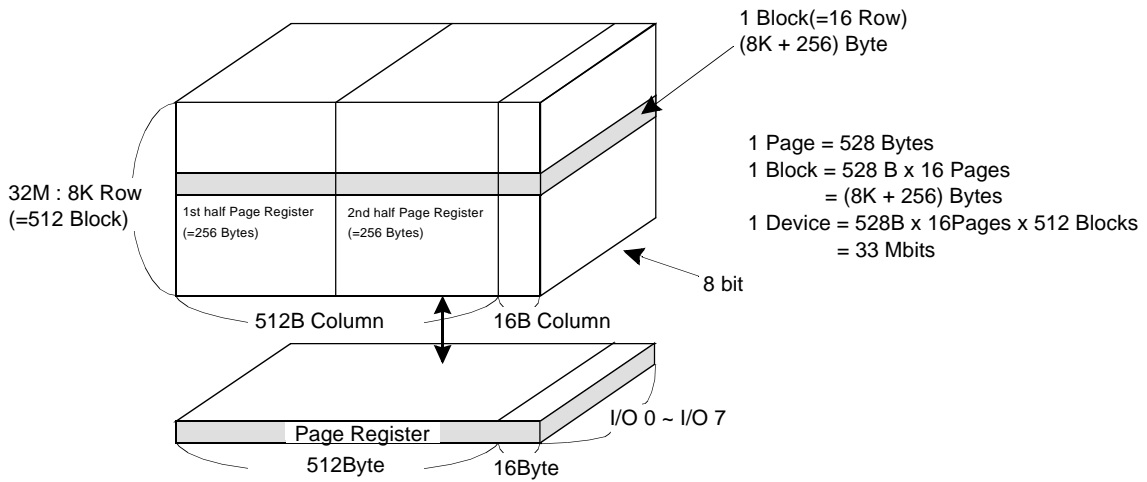 1 Block(=16 Row)
(8K + 256) Byte
32M : 8K Row
(=512 Block)
1st half Page Register
(=256 Bytes)
2nd half Page Register
(=256 Bytes)
1 Page = 528 Bytes
1 Block = 528 B x 16 Pages
= (8K + 256) Bytes
1 Device = 528B x 16Pages x 512 Blocks
= 33 Mbits
8 bit
512B Column
16B Column
Page Register
I/O 0 ~ I/O 7
512Byte
16Byte